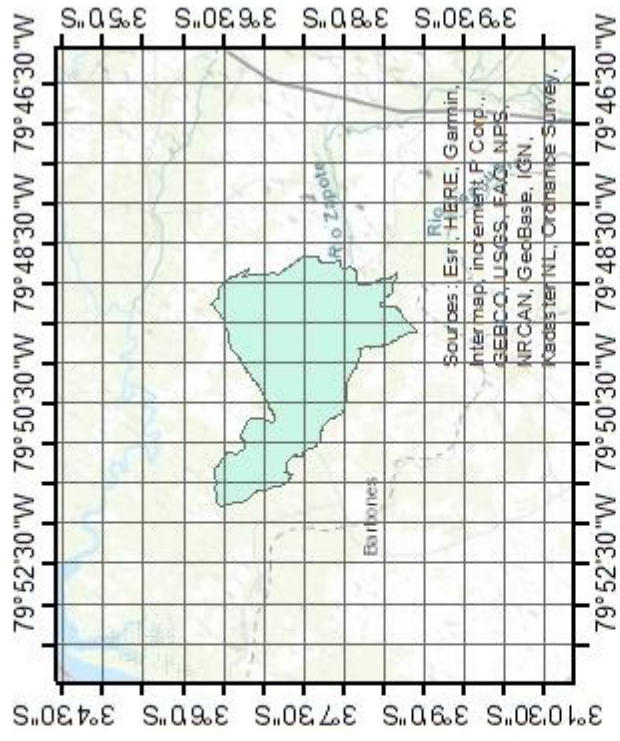 3°5'0"S 3°6'30"S 3°8'0"S 3°9'30"S
79°46'30"W
79°48'30"W
79°50'30"W
79°52'30"W
Rio Zapote
Rio
Sources: Esri, HERE, Garmin,
Intermap, increment P Corp.,
GEBCO, USGS, FAO, NPS,
NRCAN, GeoBase, IGN,
Kadaster NL, Ordnance Survey,
Barbones
79°46'30"W
79°48'30"W
79°50'30"W
79°52'30"W
3°4'30"S 3°6'0"S 3°7'30"S 3°9'0"S 3°10'30"S